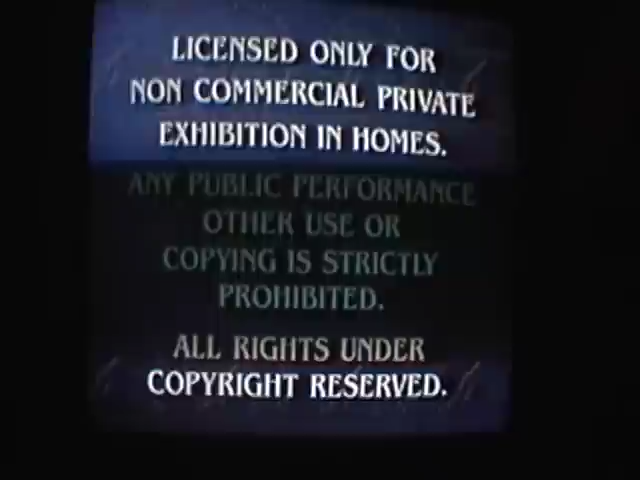 LICENSED ONLY FOR
NON COMMERCIAL PRIVATE
EXHIBITION IN HOMES.
ANY PUBLIC PERFORMANCE
OTHER USE OR
COPYING IS STRICTLY
PROHIBITED.
ALL RIGHTS UNDER
COPYRIGHT RESERVED.